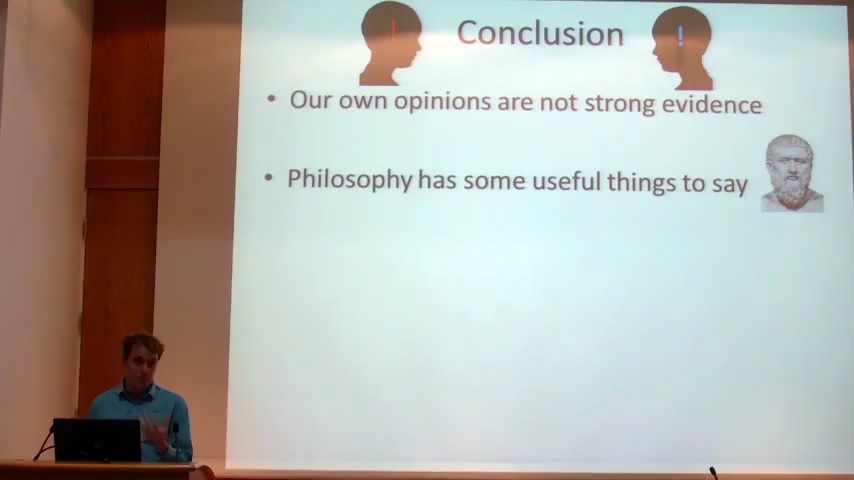 Conclusion
• Our own opinions are not strong evidence
• Philosophy has some useful things to say